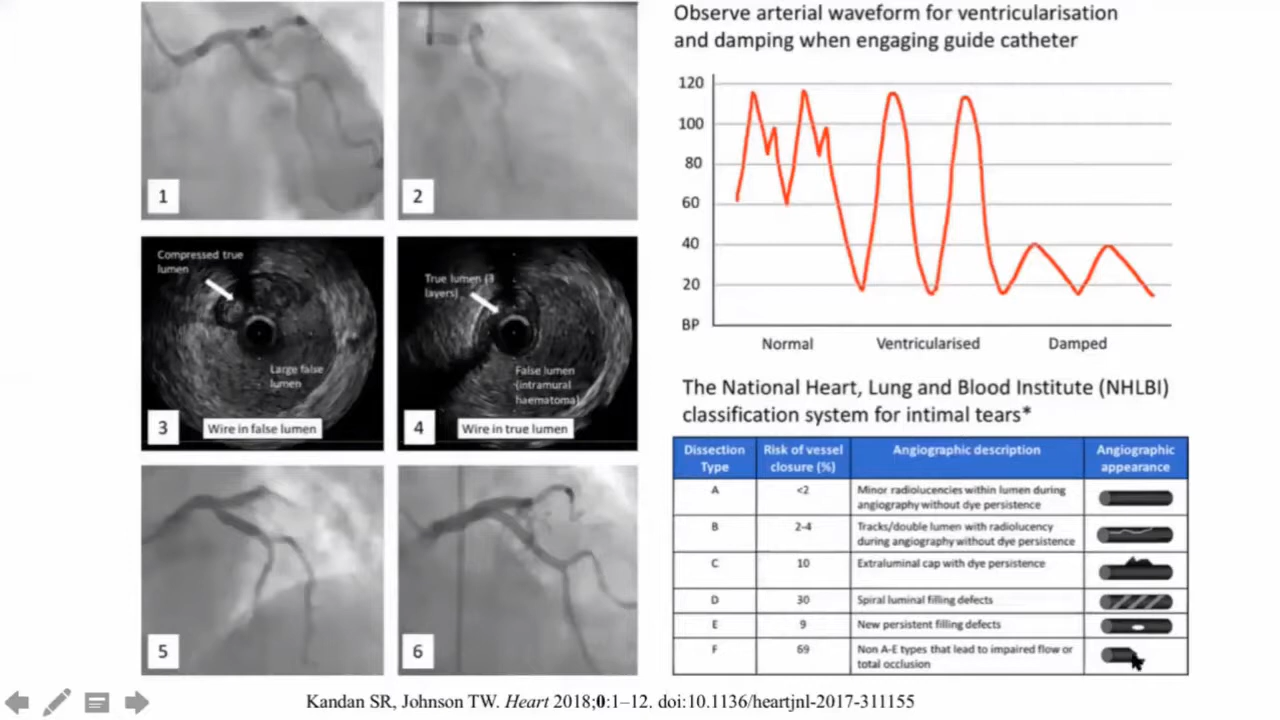 1
2
Compressed true
lumen
Large false
lumen
3
Wire in false lumen
True lumen (3
layers)
False lumen
(intramural
haematoma)
4
Wire in true lumen
5
6
Observe arterial waveform for ventricularisation
and damping when engaging guide catheter
120
100
80
60
40
20
BP
Normal Ventricularised Damped
The National Heart, Lung and Blood Institute (NHLBI)
classification system for intimal tears*
Dissection Type Risk of vessel closure (%) Angiographic description Angiographic appearance
A <2 Minor radiolucencies within lumen during
angiography without dye persistence
B 2-4 Tracks/double lumen with radiolucency
during angiography without dye persistence
C 10 Extraluminal cap with dye persistence
D 30 Spiral luminal filling defects
E 9 New persistent filling defects
F 69 Non A-E types that lead to impaired flow or
total occlusion
Kandan SR, Johnson TW. Heart 2018;0:1–12. doi:10.1136/heartjnl-2017-311155